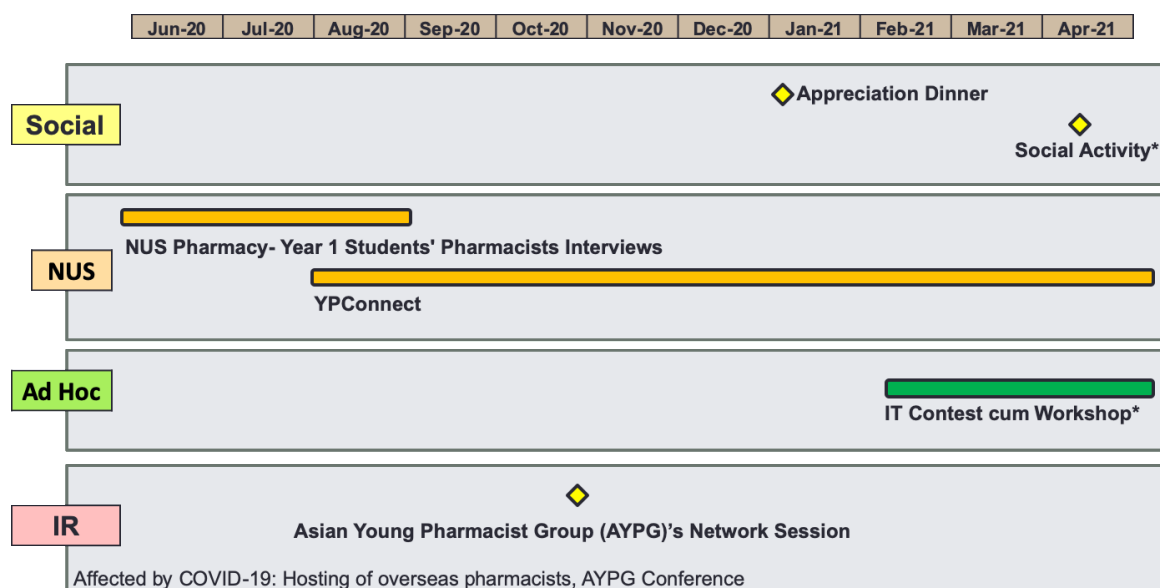 Jun-20 Jul-20 Aug-20 Sep-20 Oct-20 Nov-20 Dec-20 Jan-21 Feb-21 Mar-21 Apr-21
Social
Appreciation Dinner
Social Activity*
NUS
NUS Pharmacy- Year 1 Students' Pharmacists Interviews
YPConnect
Ad Hoc
IT Contest cum Workshop*
IR
Asian Young Pharmacist Group (AYPG)’s Network Session
Affected by COVID-19: Hosting of overseas pharmacists, AYPG Conference